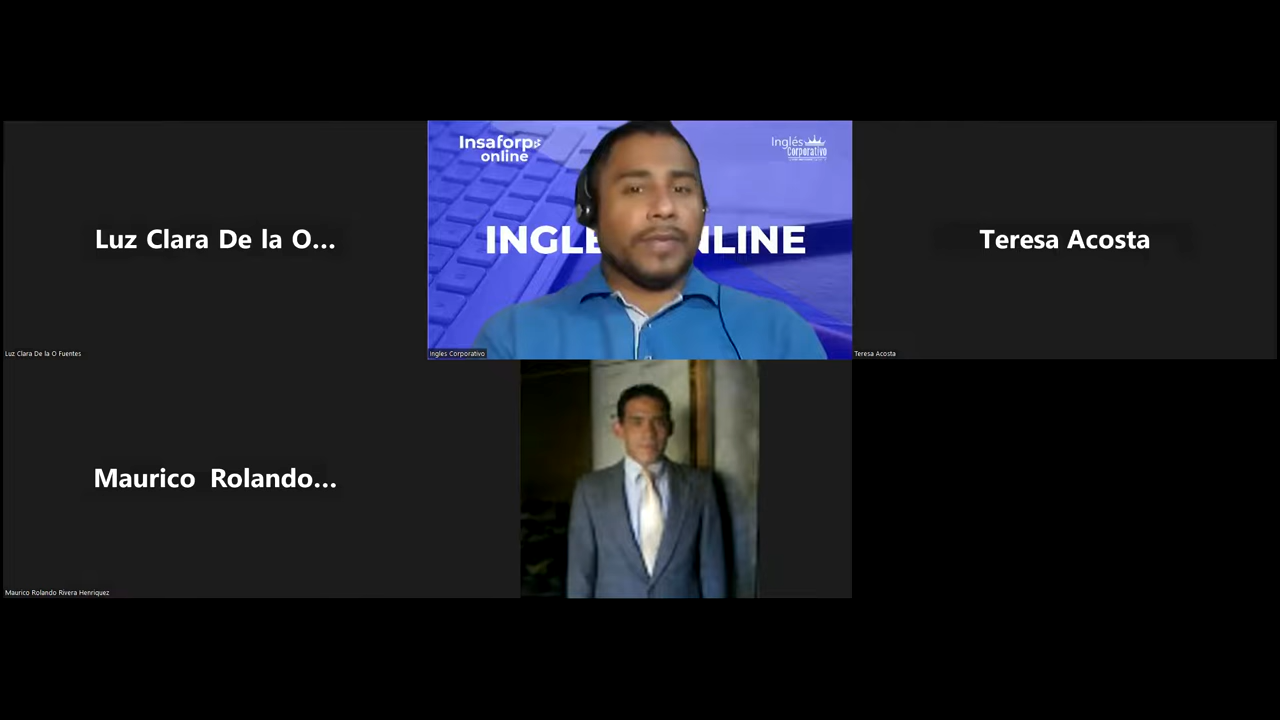 Insaforp
online
Inglés
Corporativo
INGLE NLINE
Luz Clara De la O...
Teresa Acosta
Luz Clara De la O Fuentes
Ingles Corporativo
Teresa Acosta
Maurico Rolando...
Maurico Rolando Rivera Henriquez